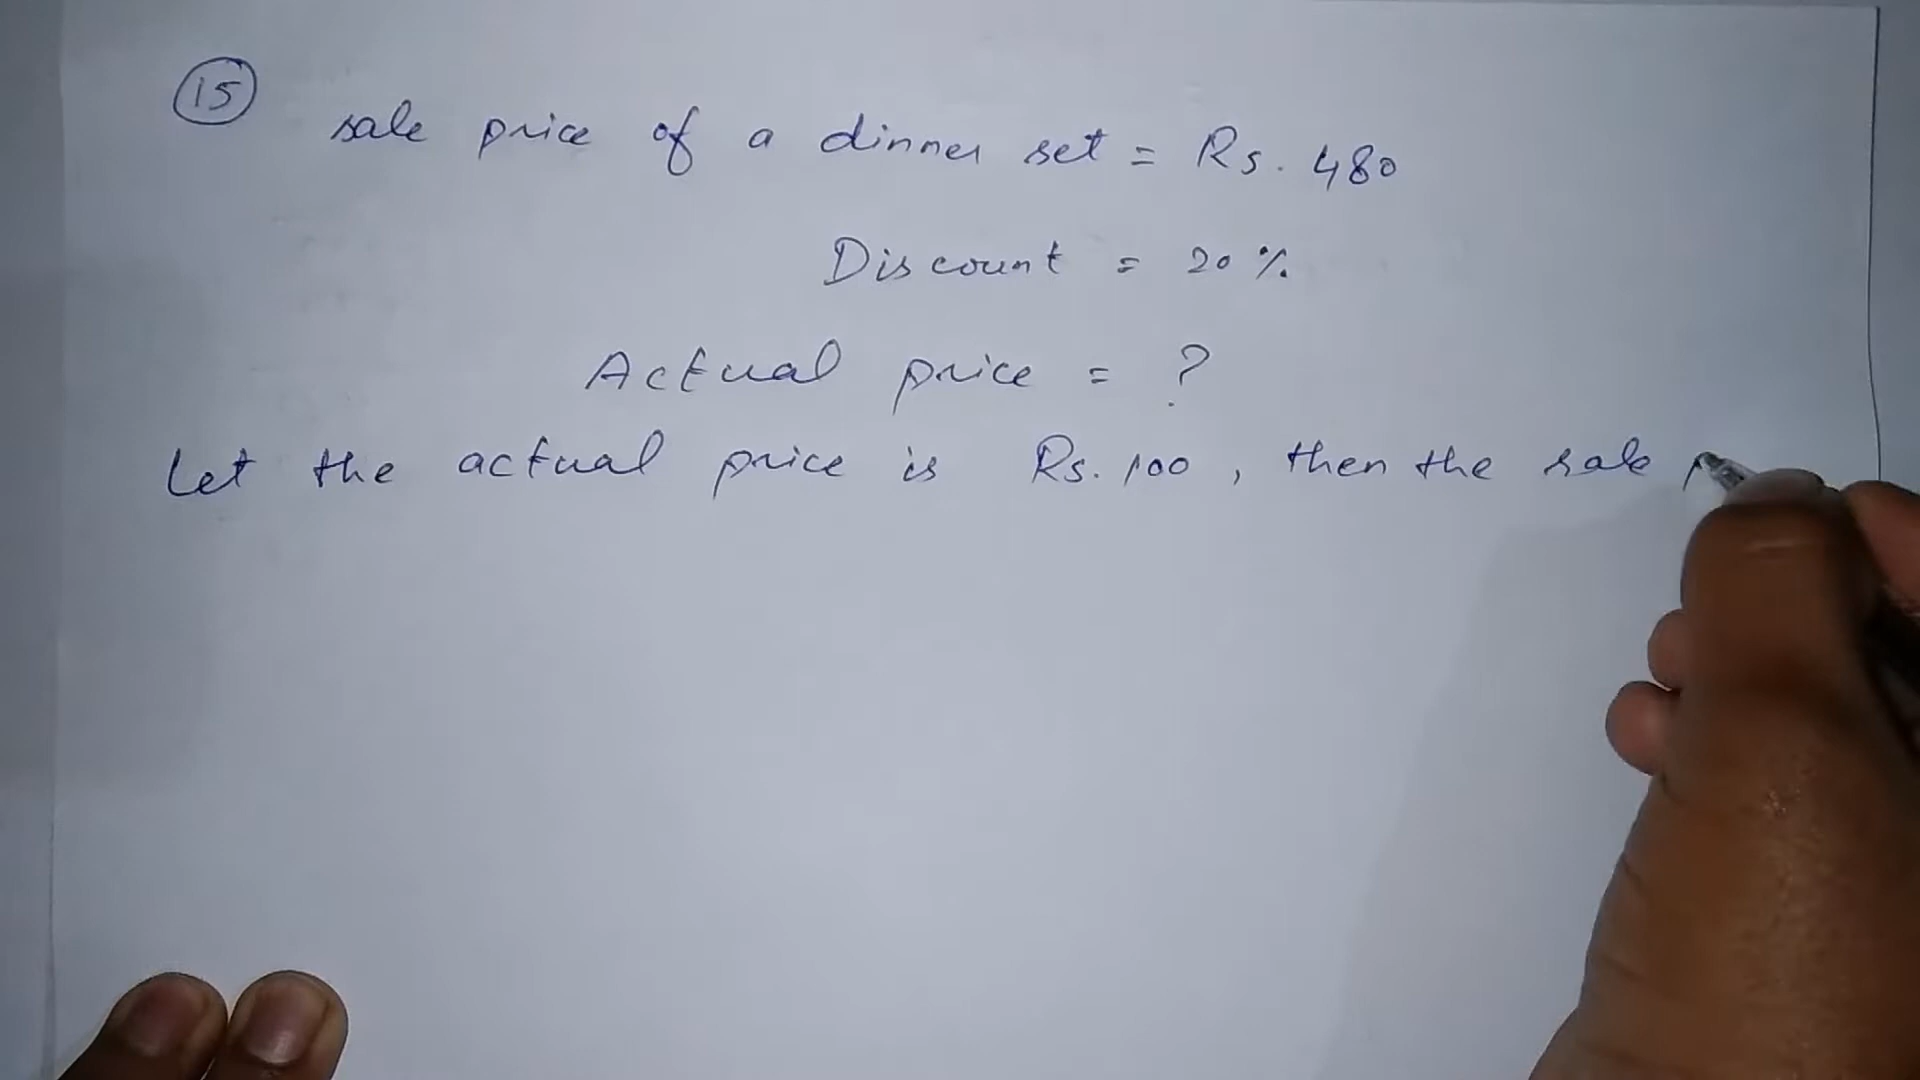 15
sale price of a dinner set = Rs. 480
Discount = 20%
Actual price = ?
Let the actual price is Rs. 100, then the sale